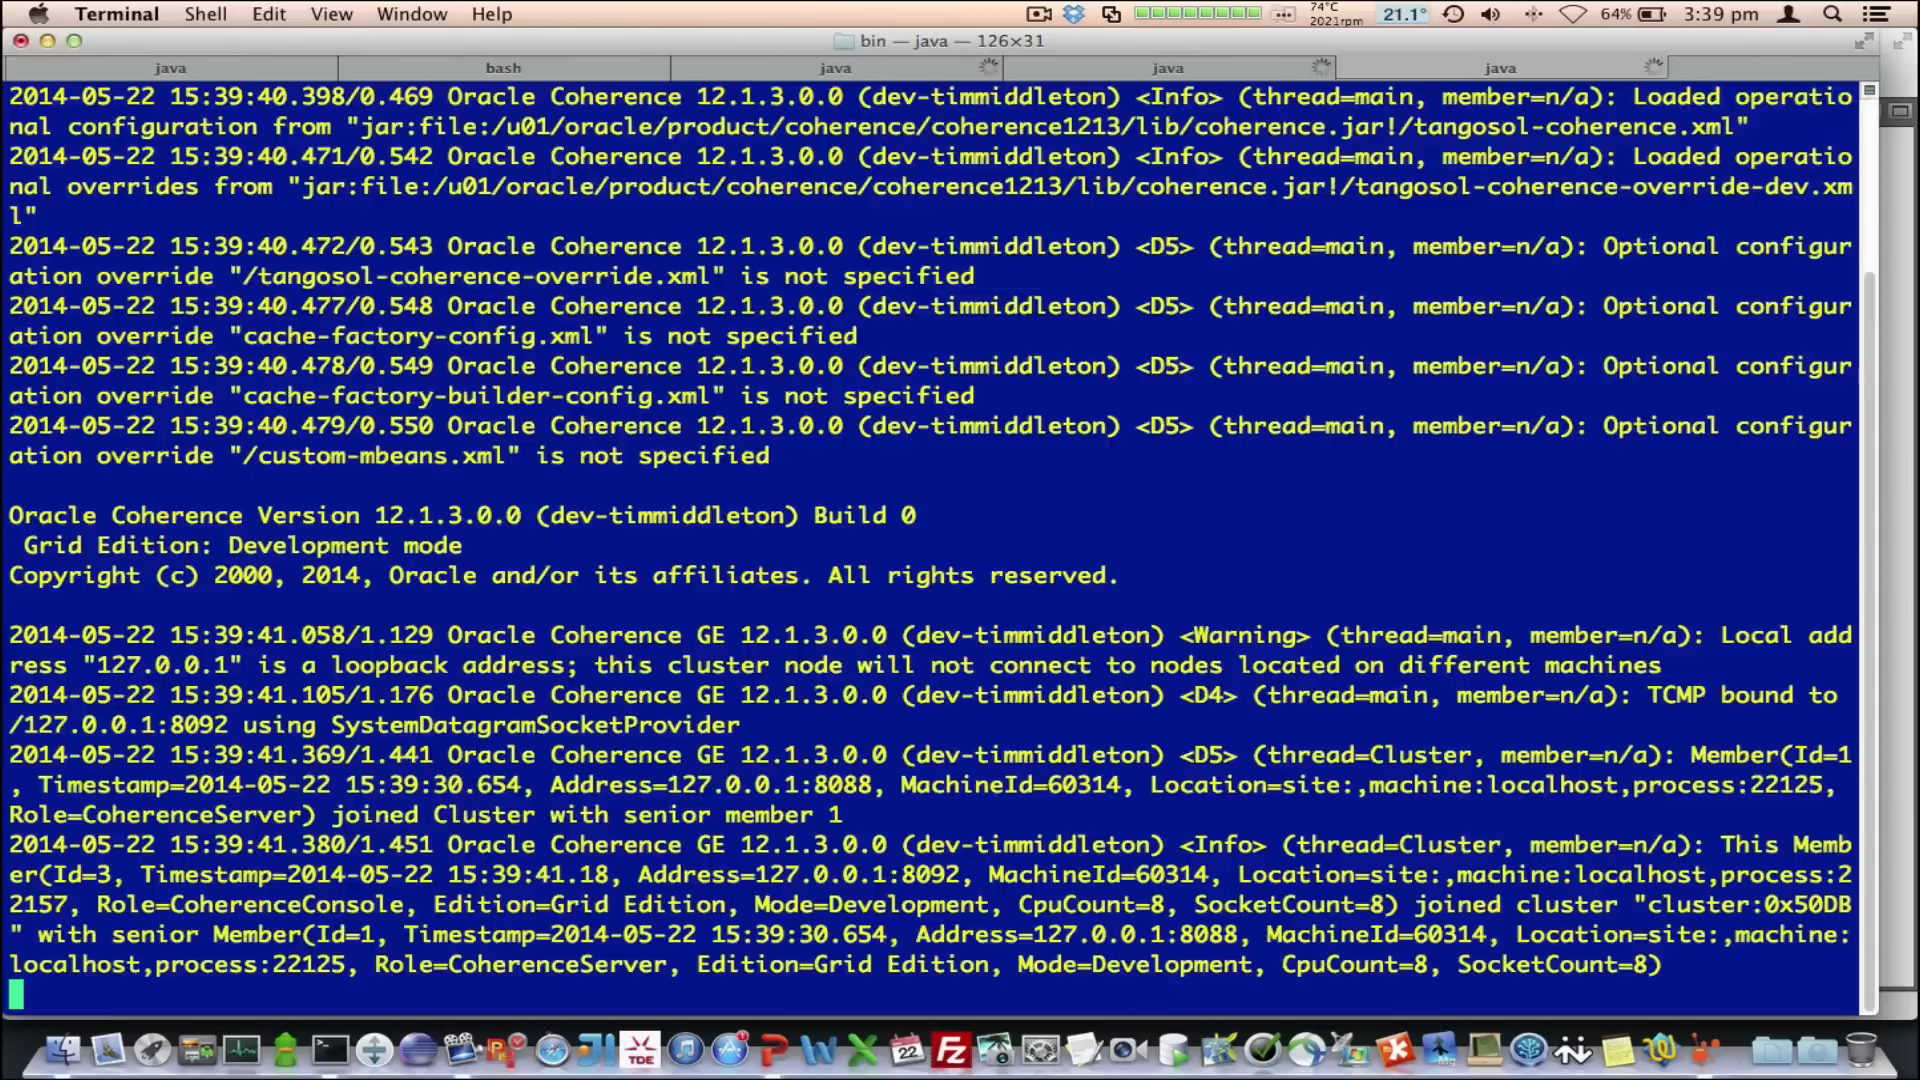 Terminal Shell Edit View Window Help 74°C 2021rpm 21.1° 64% 3:39 pm
bin — java — 126×31
java bash java java java
2014-05-22 15:39:40.398/0.469 Oracle Coherence 12.1.3.0.0 (dev-timmiddleton) <Info> (thread=main, member=n/a): Loaded operatio
nal configuration from "jar:file:/u01/oracle/product/coherence/coherence1213/lib/coherence.jar!/tangosol-coherence.xml"
2014-05-22 15:39:40.471/0.542 Oracle Coherence 12.1.3.0.0 (dev-timmiddleton) <Info> (thread=main, member=n/a): Loaded operatio
nal overrides from "jar:file:/u01/oracle/product/coherence/coherence1213/lib/coherence.jar!/tangosol-coherence-override-dev.xm
l"
2014-05-22 15:39:40.472/0.543 Oracle Coherence 12.1.3.0.0 (dev-timmiddleton) <D5> (thread=main, member=n/a): Optional configur
ation override "/tangosol-coherence-override.xml" is not specified
2014-05-22 15:39:40.477/0.548 Oracle Coherence 12.1.3.0.0 (dev-timmiddleton) <D5> (thread=main, member=n/a): Optional configur
ation override "cache-factory-config.xml" is not specified
2014-05-22 15:39:40.478/0.549 Oracle Coherence 12.1.3.0.0 (dev-timmiddleton) <D5> (thread=main, member=n/a): Optional configur
ation override "cache-factory-builder-config.xml" is not specified
2014-05-22 15:39:40.479/0.550 Oracle Coherence 12.1.3.0.0 (dev-timmiddleton) <D5> (thread=main, member=n/a): Optional configur
ation override "/custom-mbeans.xml" is not specified
Oracle Coherence Version 12.1.3.0.0 (dev-timmiddleton) Build 0
Grid Edition: Development mode
Copyright (c) 2000, 2014, Oracle and/or its affiliates. All rights reserved.
2014-05-22 15:39:41.058/1.129 Oracle Coherence GE 12.1.3.0.0 (dev-timmiddleton) <Warning> (thread=main, member=n/a): Local add
ress "127.0.0.1" is a loopback address; this cluster node will not connect to nodes located on different machines
2014-05-22 15:39:41.105/1.176 Oracle Coherence GE 12.1.3.0.0 (dev-timmiddleton) <D4> (thread=main, member=n/a): TCMP bound to
/127.0.0.1:8092 using SystemDatagramSocketProvider
2014-05-22 15:39:41.369/1.441 Oracle Coherence GE 12.1.3.0.0 (dev-timmiddleton) <D5> (thread=Cluster, member=n/a): Member(Id=1
, Timestamp=2014-05-22 15:39:30.654, Address=127.0.0.1:8088, MachineId=60314, Location=site:,machine:localhost,process:22125,
Role=CoherenceServer) joined Cluster with senior member 1
2014-05-22 15:39:41.380/1.451 Oracle Coherence GE 12.1.3.0.0 (dev-timmiddleton) <Info> (thread=Cluster, member=n/a): This Memb
er(Id=3, Timestamp=2014-05-22 15:39:41.18, Address=127.0.0.1:8092, MachineId=60314, Location=site:,machine:localhost,process:2
2157, Role=CoherenceConsole, Edition=Grid Edition, Mode=Development, CpuCount=8, SocketCount=8) joined cluster "cluster:0x50DB
" with senior Member(Id=1, Timestamp=2014-05-22 15:39:30.654, Address=127.0.0.1:8088, MachineId=60314, Location=site:,machine:
localhost,process:22125, Role=CoherenceServer, Edition=Grid Edition, Mode=Development, CpuCount=8, SocketCount=8)
TDE
22
Fz